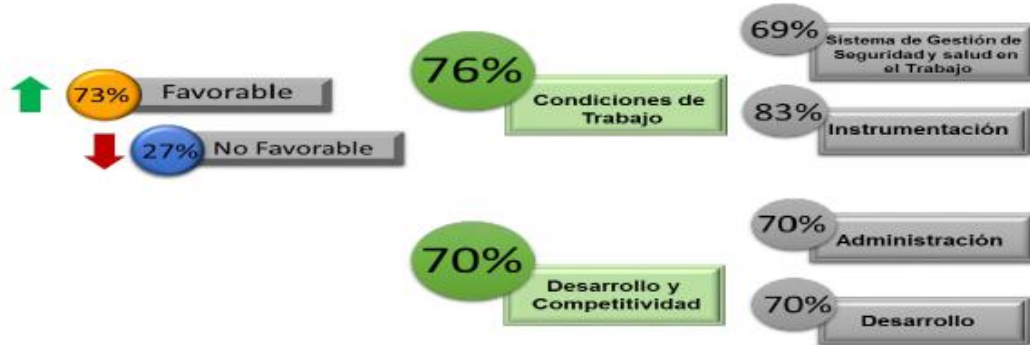 73% Favorable
27% No Favorable
76%
Condiciones de
Trabajo
69%
Sistema de Gestión de
Seguridad y salud en
el Trabajo
83%
Instrumentación
70%
Desarrollo y
Competitividad
70%
Administración
70%
Desarrollo